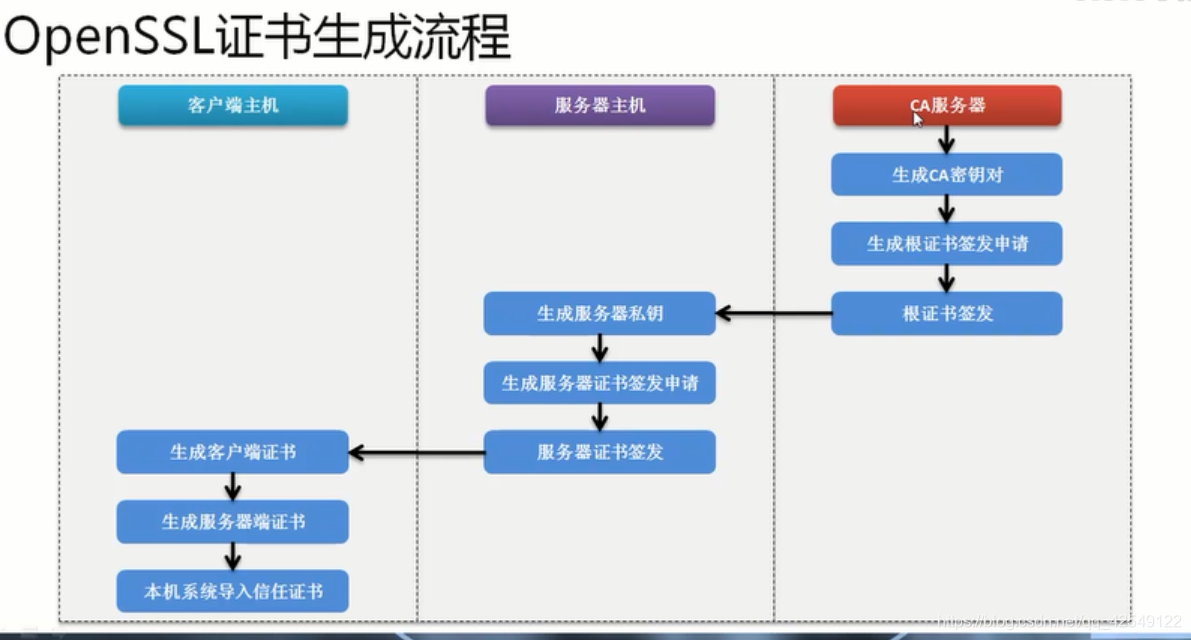 OpenSSL证书生成流程
客户端主机
服务器主机
CA服务器
生成CA密钥对
生成根证书签发申请
根证书签发
生成服务器私钥
生成服务器证书签发申请
服务器证书签发
生成客户端证书
生成服务器端证书
本机系统导入信任证书
https://blog.csdn.net/qq_42549122